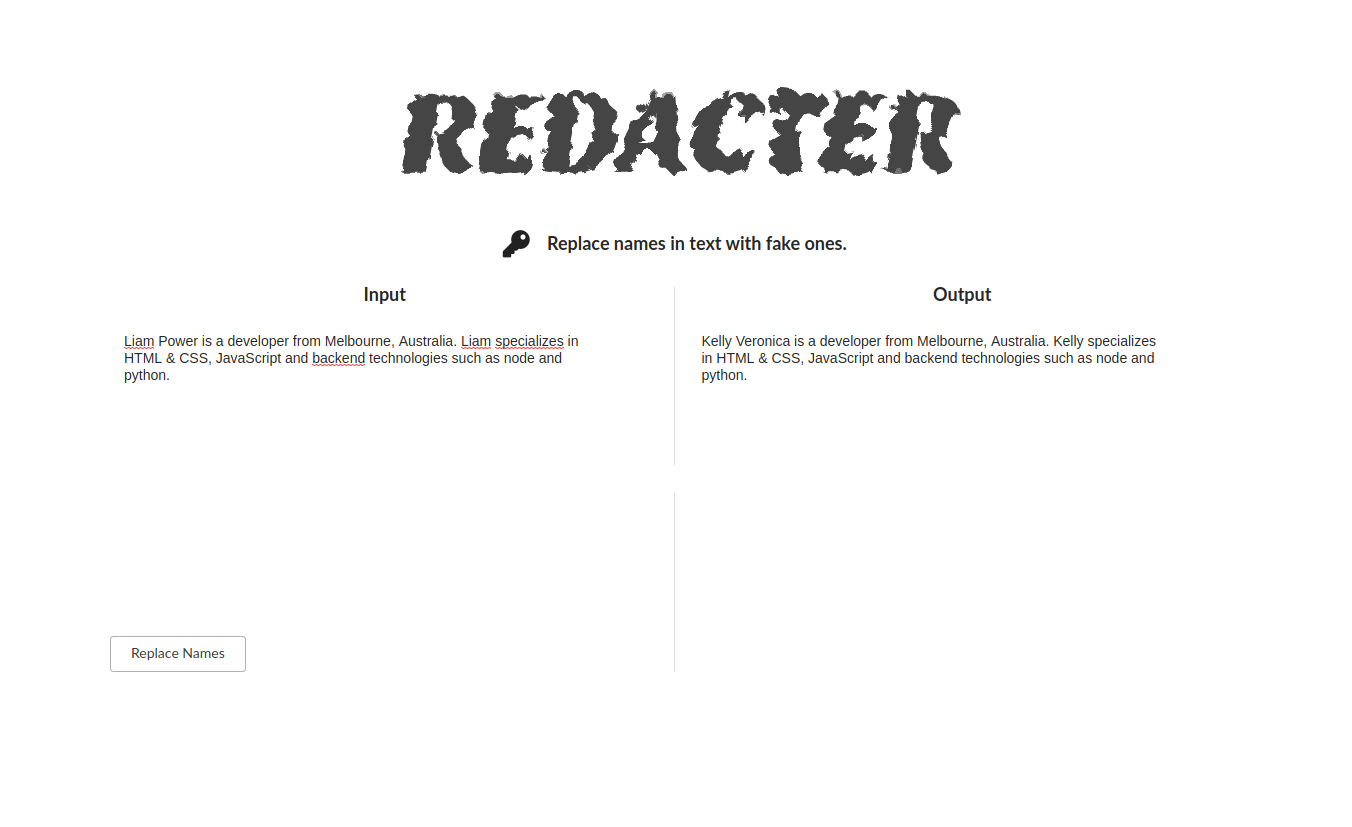 REDACTER
Replace names in text with fake ones.
Input
Output
Liam Power is a developer from Melbourne, Australia. Liam specializes in
HTML & CSS, JavaScript and backend technologies such as node and
python.
Kelly Veronica is a developer from Melbourne, Australia. Kelly specializes
in HTML & CSS, JavaScript and backend technologies such as node and
python.
Replace Names